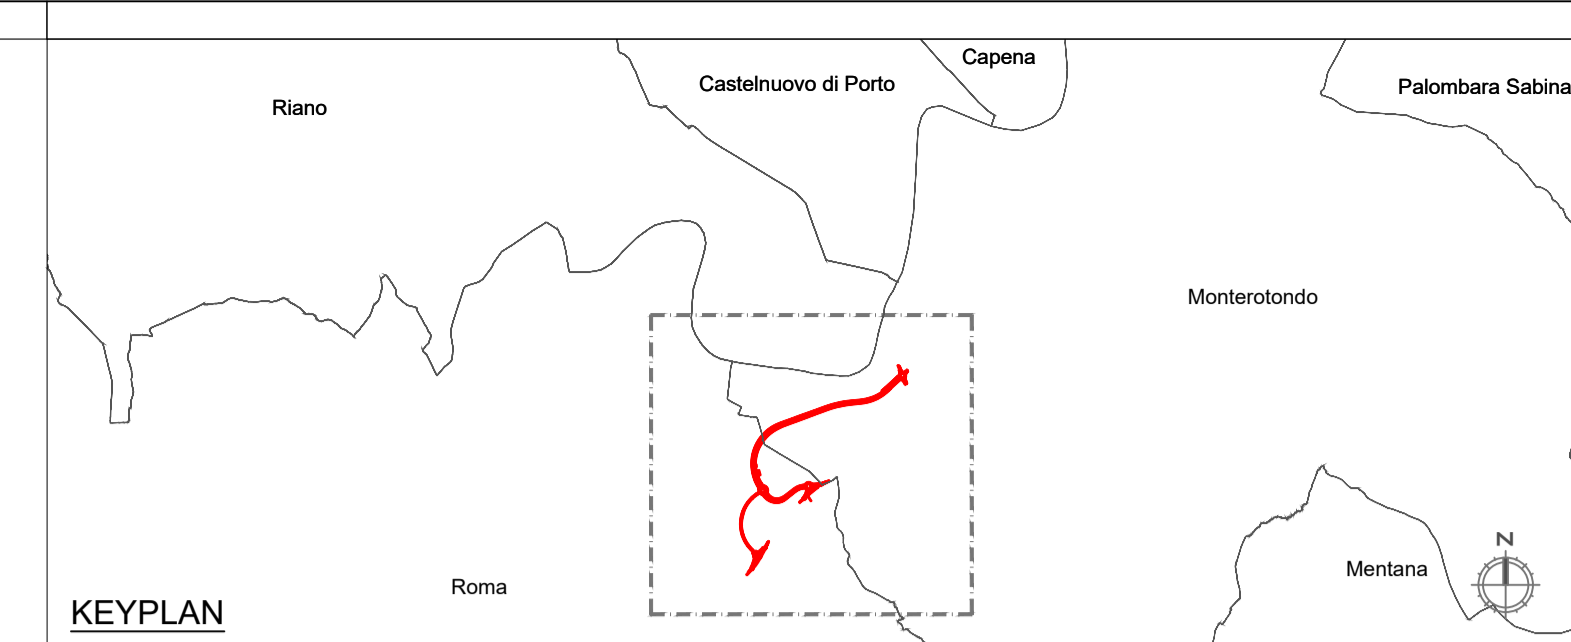 Capena
Castelnuovo di Porto
Palombara Sabina
Riano
Monterotondo
N
Mentana
Roma
KEYPLAN